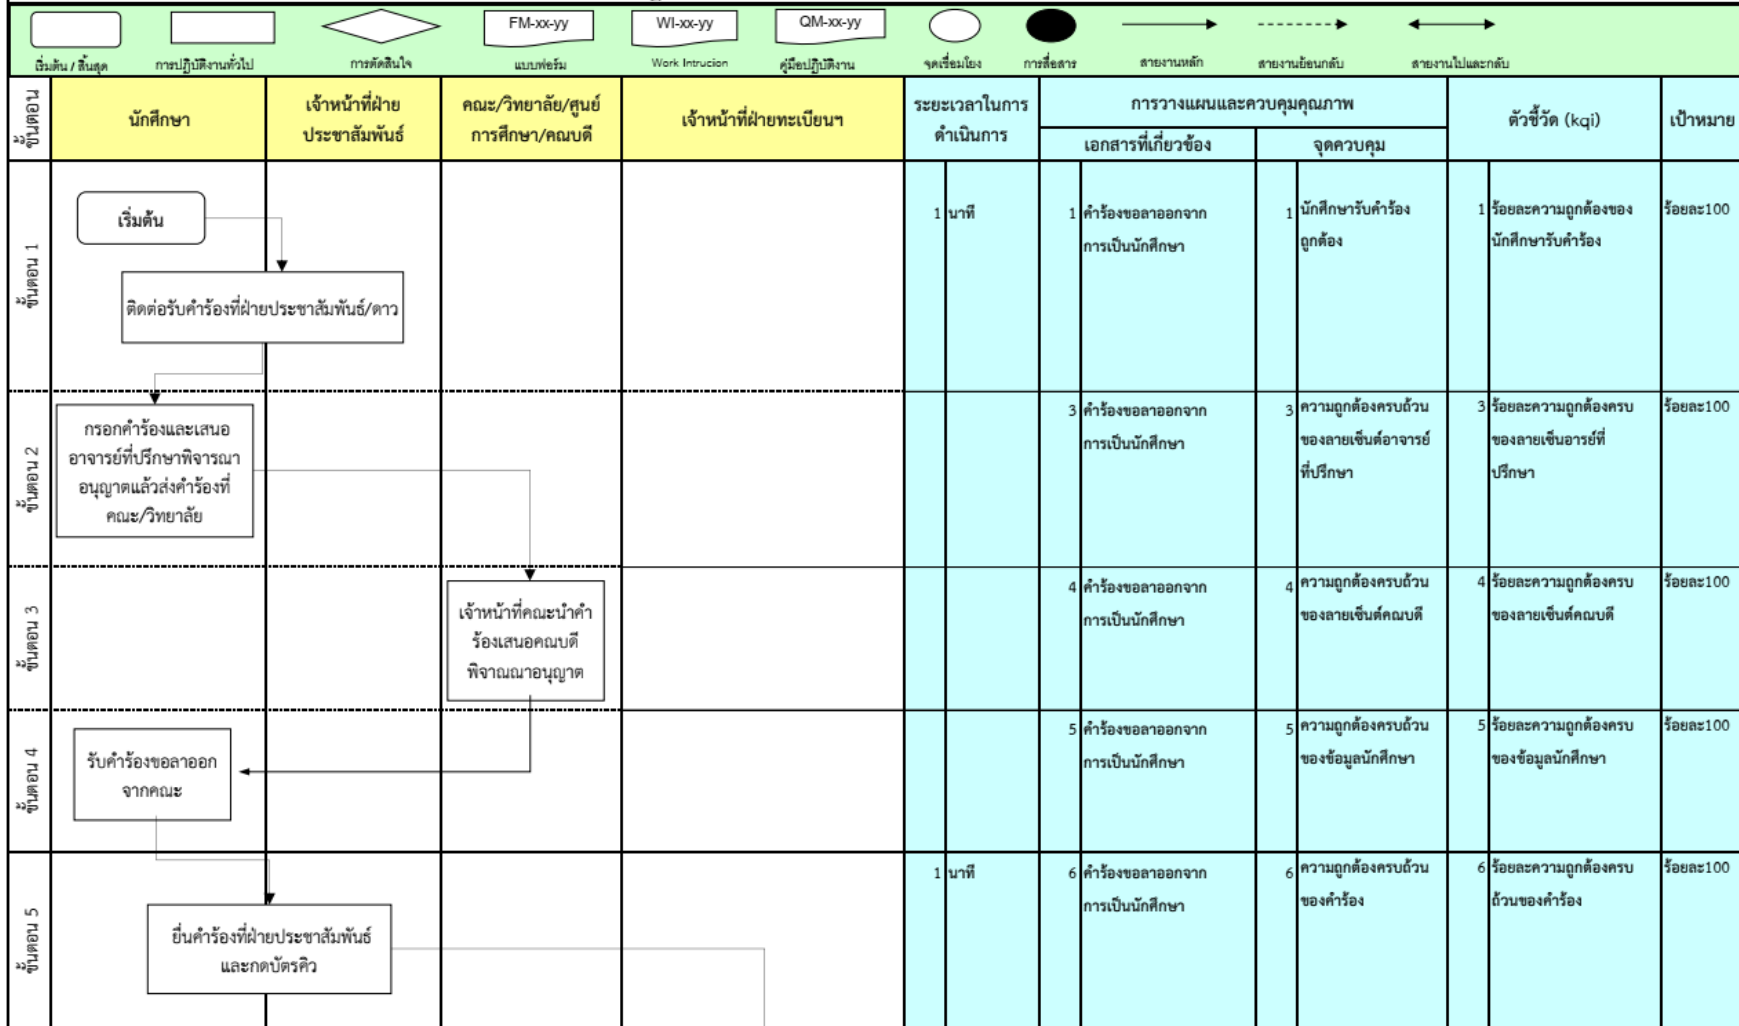 FM-xx-yy
WI-xx-yy
QM-xx-yy
เริ่มต้น / สิ้นสุด
การปฏิบัติงานทั่วไป
การตัดสินใจ
แบบฟอร์ม
Work Intrucion
คู่มือปฏิบัติงาน
จุดเชื่อมโยง
การสื่อสาร
สายงานหลัก
สายงานย้อนกลับ
สายงานไปและกลับ
ขั้นตอน
นักศึกษา
เจ้าหน้าที่ฝ่าย
ประชาสัมพันธ์
คณะ/วิทยาลัย/ศูนย์
การศึกษา/คณบดี
เจ้าหน้าที่ฝ่ายทะเบียนฯ
ระยะเวลาในการ
ดำเนินการ
การวางแผนและควบคุมคุณภาพ
เอกสารที่เกี่ยวข้อง
จุดควบคุม
ตัวชี้วัด (kqi)
เป้าหมาย
ขั้นตอน 1
เริ่มต้น
ติดต่อรับคำร้องที่ฝ่ายประชาสัมพันธ์/ดาว
1 นาที
1 คำร้องขอลาออกจาก
การเป็นนักศึกษา
1 นักศึกษารับคำร้อง
ถูกต้อง
1 ร้อยละความถูกต้องของ
นักศึกษารับคำร้อง
ร้อยละ100
ขั้นตอน 2
กรอกคำร้องและเสนอ
อาจารย์ที่ปรึกษาพิจารณา
อนุญาตแล้วส่งคำร้องที่
คณะ/วิทยาลัย
3 คำร้องขอลาออกจาก
การเป็นนักศึกษา
3 ความถูกต้องครบถ้วน
ของลายเซ็นต์อาจารย์
ที่ปรึกษา
3 ร้อยละความถูกต้องครบ
ของลายเซ็นอารย์ที่
ปรึกษา
ร้อยละ100
ขั้นตอน 3
เจ้าหน้าที่คณะนำคำ
ร้องเสนอคณบดี
พิจาณณาอนุญาต
4 คำร้องขอลาออกจาก
การเป็นนักศึกษา
4 ความถูกต้องครบถ้วน
ของลายเซ็นต์คณบดี
4 ร้อยละความถูกต้องครบ
ของลายเซ็นต์คณบดี
ร้อยละ100
ขั้นตอน 4
รับคำร้องขอลาออก
จากคณะ
5 คำร้องขอลาออกจาก
การเป็นนักศึกษา
5 ความถูกต้องครบถ้วน
ของข้อมูลนักศึกษา
5 ร้อยละความถูกต้องครบ
ของข้อมูลนักศึกษา
ร้อยละ100
ขั้นตอน 5
ยื่นคำร้องที่ฝ่ายประชาสัมพันธ์
และกดบัตรคิว
1 นาที
6 คำร้องขอลาออกจาก
การเป็นนักศึกษา
6 ความถูกต้องครบถ้วน
ของคำร้อง
6 ร้อยละความถูกต้องครบ
ถ้วนของคำร้อง
ร้อยละ100